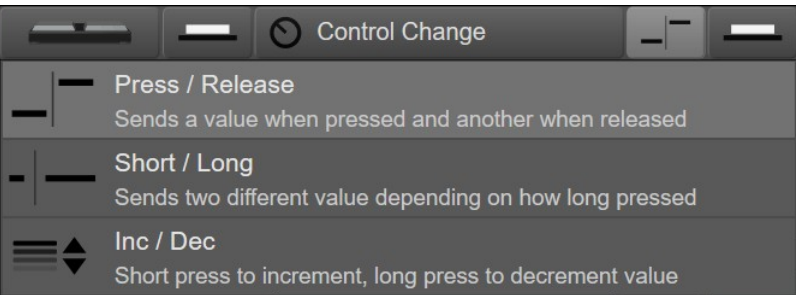 Control Change
Press / Release
Sends a value when pressed and another when released
Short / Long
Sends two different value depending on how long pressed
Inc / Dec
Short press to increment, long press to decrement value